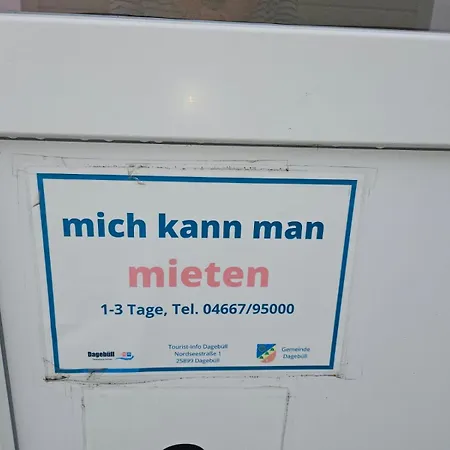 mich kann man
mieten
1-3 Tage, Tel. 04667/95000
Dagebüll
Tourist-Info Dagebüll
Nordseestraße 1
25899 Dagebüll
Gemeinde
Dagebüll